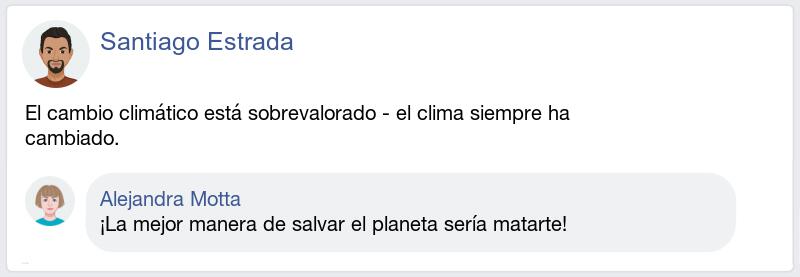 Santiago Estrada
El cambio climático está sobrevalorado - el clima siempre ha
cambiado.
Alejandra Motta
¡La mejor manera de salvar el planeta sería matarte!